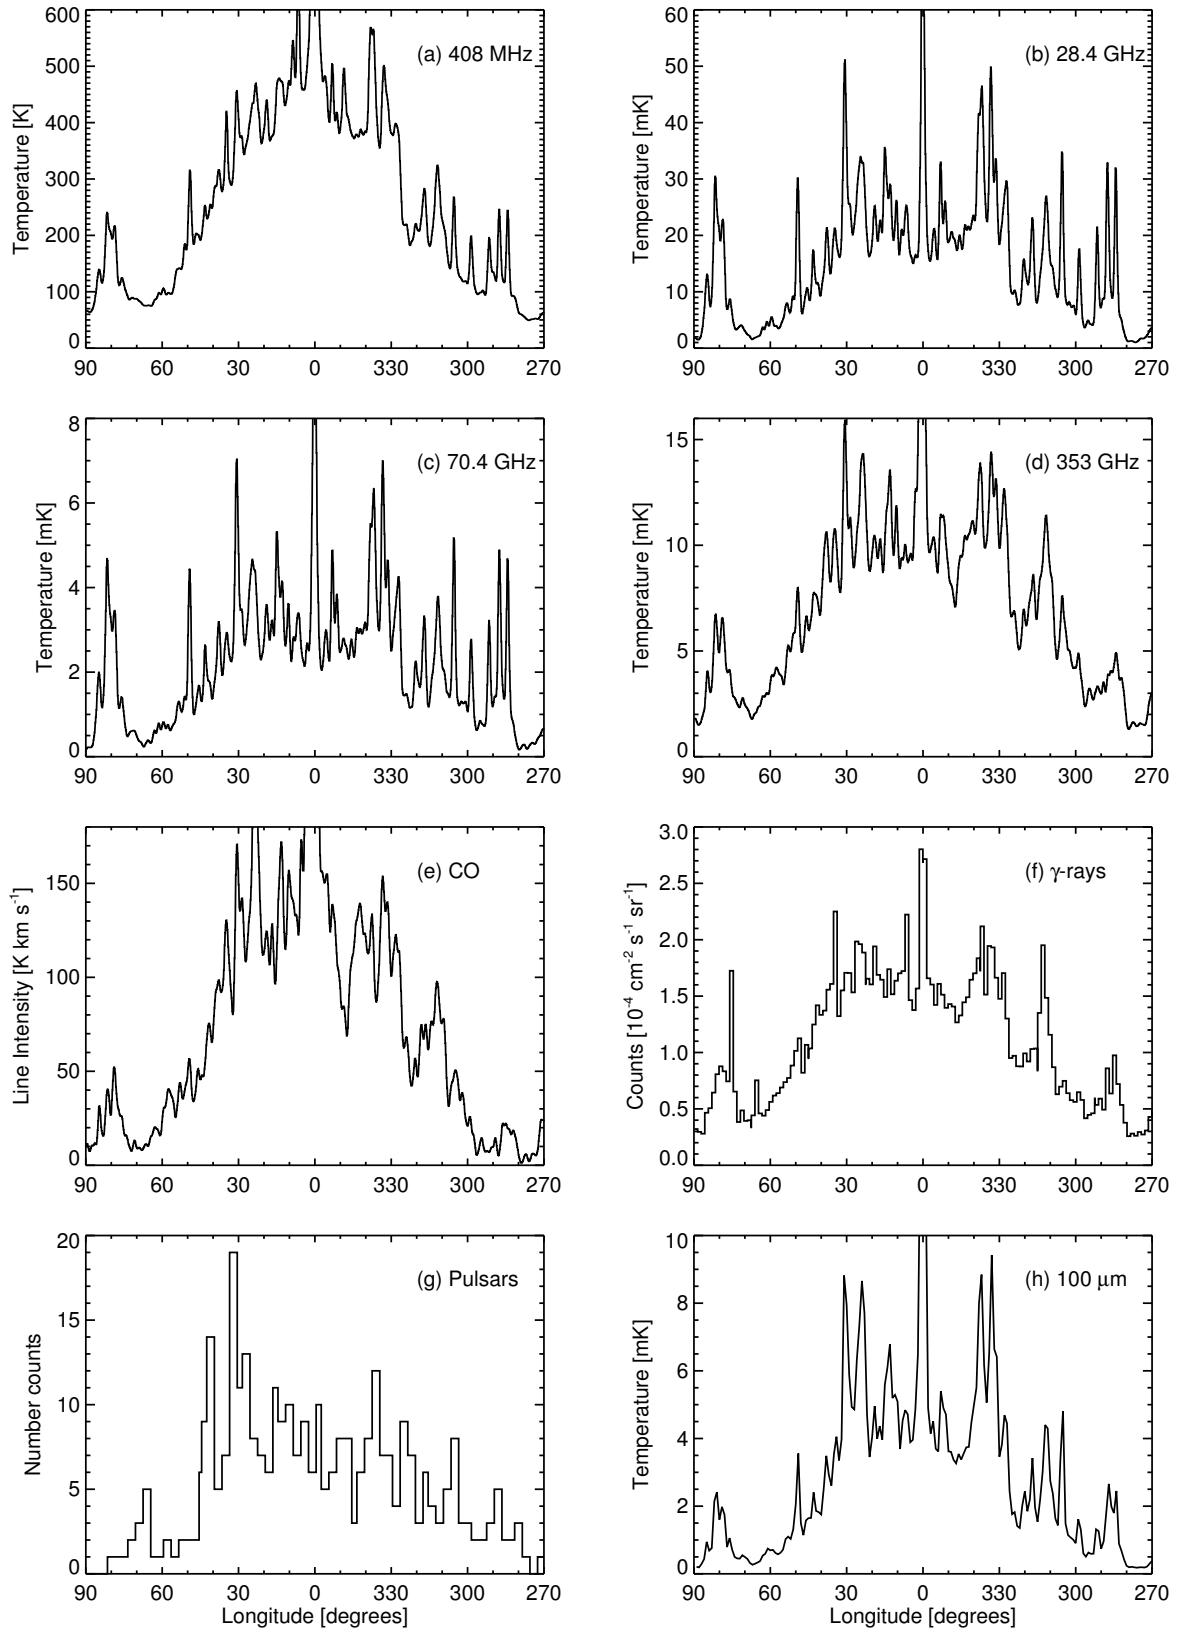 (a) 408 MHz
Temperature [K]
600
500
400
300
200
100
0
90 60 30 0 330 300 270
(b) 28.4 GHz
Temperature [mK]
60
50
40
30
20
10
0
90 60 30 0 330 300 270
(c) 70.4 GHz
Temperature [mK]
8
6
4
2
0
90 60 30 0 330 300 270
(d) 353 GHz
Temperature [mK]
15
10
5
0
90 60 30 0 330 300 270
(e) CO
Line Intensity [K km s⁻¹]
150
100
50
0
90 60 30 0 330 300 270
(f) γ-rays
Counts [10⁻⁴ cm⁻² s⁻¹ sr⁻¹]
3.0
2.5
2.0
1.5
1.0
0.5
0.0
90 60 30 0 330 300 270
(g) Pulsars
Number counts
20
15
10
5
0
90 60 30 0 330 300 270
Longitude [degrees]
(h) 100 μm
Temperature [mK]
10
8
6
4
2
0
90 60 30 0 330 300 270
Longitude [degrees]